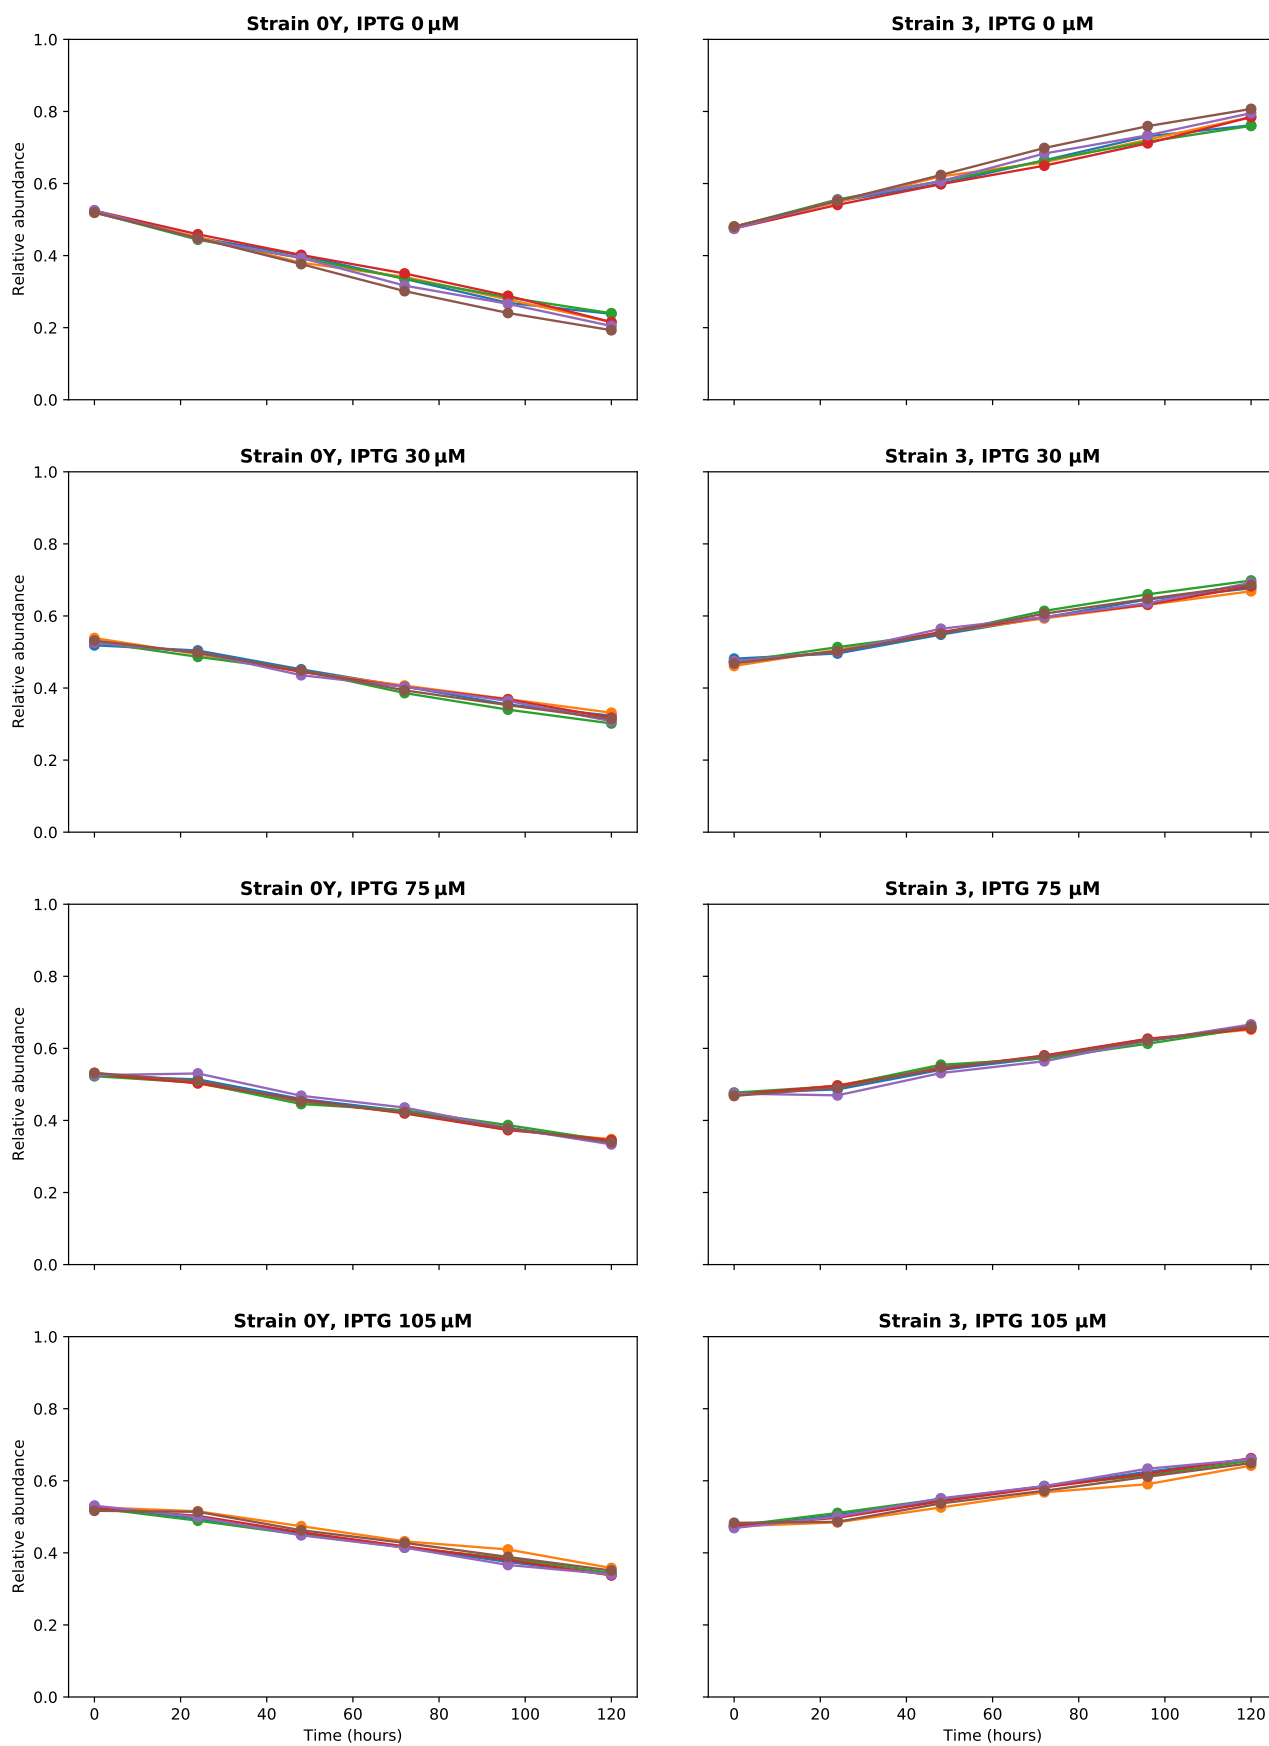 Strain 0Y, IPTG 0 µM
Strain 3, IPTG 0 µM
Relative abundance
1.0
0.8
0.6
0.4
0.2
0.0
Strain 0Y, IPTG 30 µM
Strain 3, IPTG 30 µM
Relative abundance
1.0
0.8
0.6
0.4
0.2
0.0
Strain 0Y, IPTG 75 µM
Strain 3, IPTG 75 µM
Relative abundance
1.0
0.8
0.6
0.4
0.2
0.0
Strain 0Y, IPTG 105 µM
Strain 3, IPTG 105 µM
Relative abundance
1.0
0.8
0.6
0.4
0.2
0.0
0 20 40 60 80 100 120
0 20 40 60 80 100 120
Time (hours)
Time (hours)